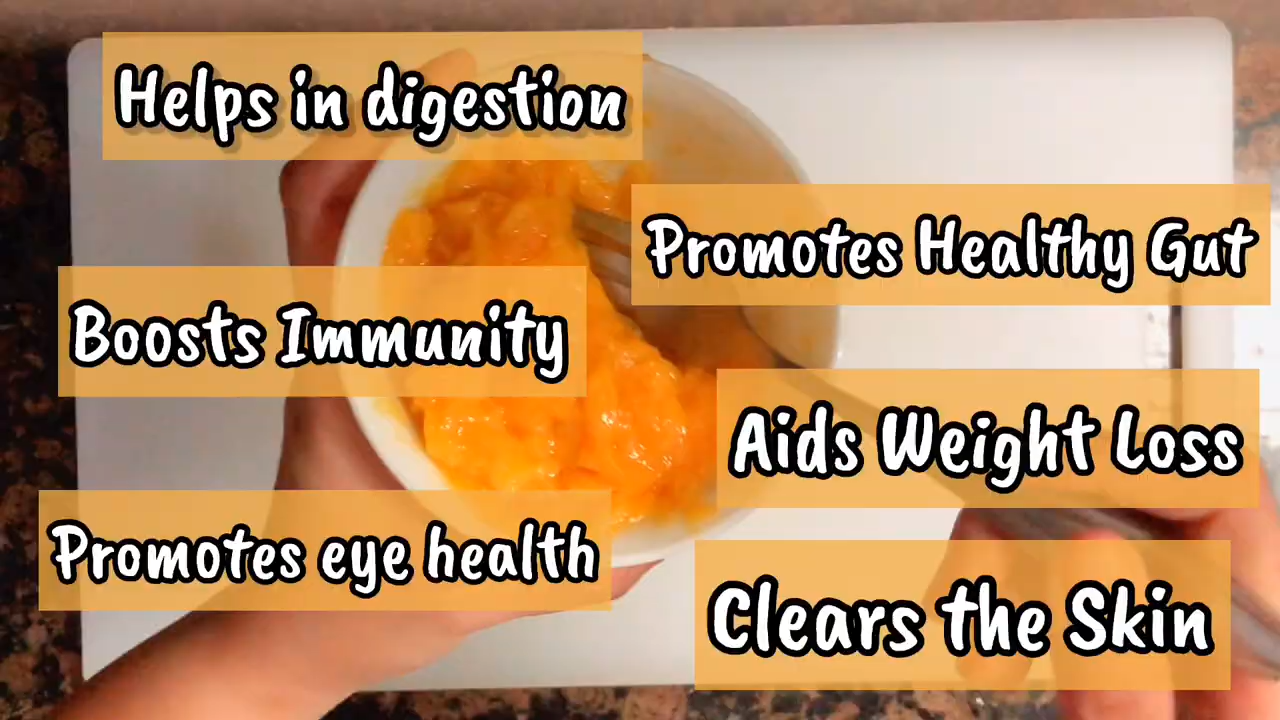 Helps in digestion
Promotes Healthy Gut
Boosts Immunity
Aids Weight Loss
Promotes eye health
Clears the Skin